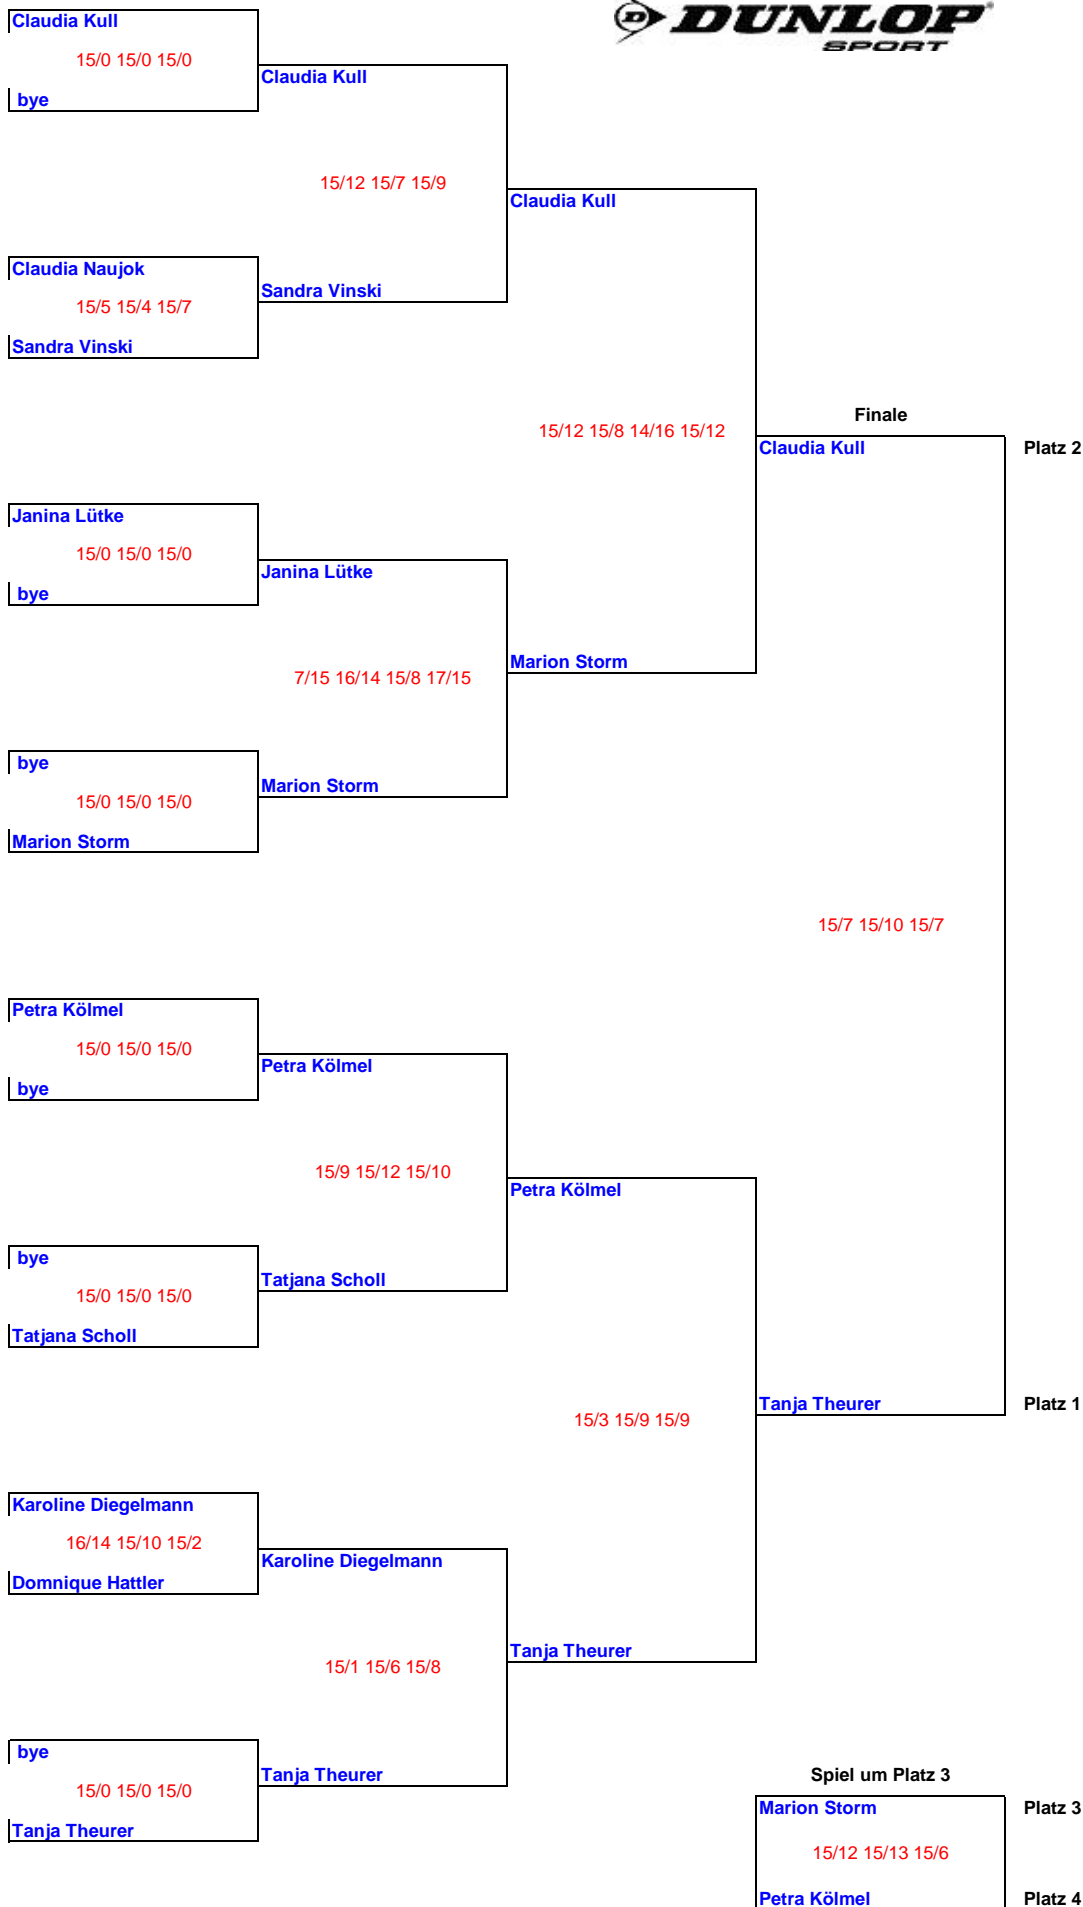 DUNLOP
SPORT
Claudia Kull
15/0 15/0 15/0
Claudia Kull
bye
15/12 15/7 15/9
Claudia Kull
Claudia Naujok
Sandra Vinski
15/5 15/4 15/7
Sandra Vinski
Finale
15/12 15/8 14/16 15/12
Claudia Kull
Platz 2
Janina Lütke
15/0 15/0 15/0
Janina Lütke
bye
Marion Storm
7/15 16/14 15/8 17/15
bye
Marion Storm
15/0 15/0 15/0
Marion Storm
15/7 15/10 15/7
Petra Kölmel
15/0 15/0 15/0
Petra Kölmel
bye
15/9 15/12 15/10
Petra Kölmel
bye
Tatjana Scholl
15/0 15/0 15/0
Tatjana Scholl
Tanja Theurer
Platz 1
15/3 15/9 15/9
Karoline Diegelmann
16/14 15/10 15/2
Karoline Diegelmann
Domnique Hattler
Tanja Theurer
15/1 15/6 15/8
bye
Tanja Theurer
Spiel um Platz 3
15/0 15/0 15/0
Marion Storm
Platz 3
Tanja Theurer
15/12 15/13 15/6
Petra Kölmel
Platz 4